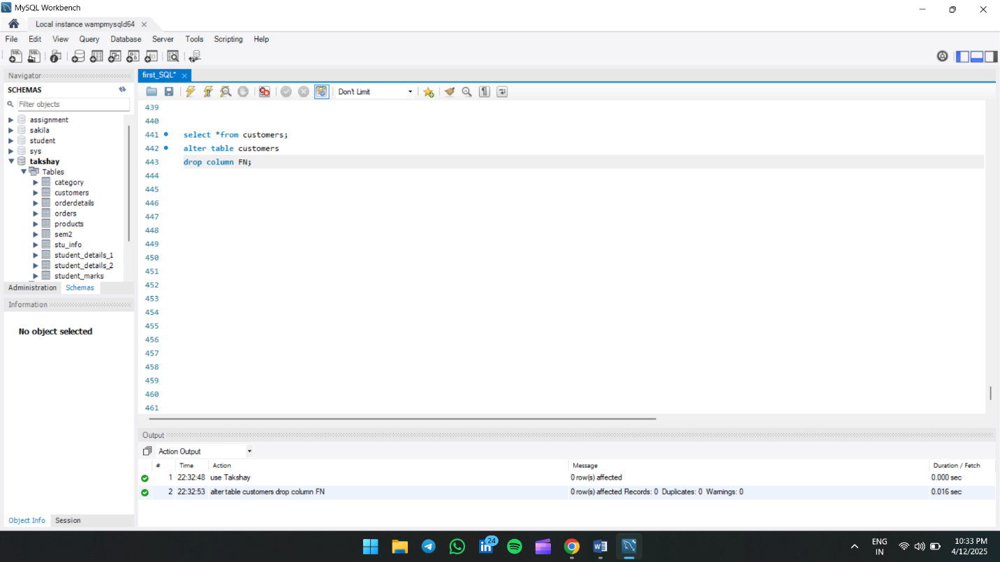 MySQL Workbench
Local instance wampmysqld64
File Edit View Query Database Server Tools Scripting Help
Navigator
SCHEMAS
Filter objects
assignment
sakila
student
sys
takshay
Tables
category
customers
orderdetails
orders
products
sem2
stu_info
student_details_1
student_details_2
student_marks
Administration Schemas
Information
No object selected
Object Info Session
first_SQL*
Don't Limit
439
440
441 select *from customers;
442 alter table customers
443 drop column FN;
444
445
446
447
448
449
450
451
452
453
454
455
456
457
458
459
460
461
Output
Action Output
# Time Action Message Duration / Fetch
1 22:32:48 use Takshay 0 row(s) affected 0.000 sec
2 22:32:53 alter table customers drop column FN 0 row(s) affected Records: 0 Duplicates: 0 Warnings: 0 0.016 sec
24
ENG
IN
10:33 PM
4/12/2025